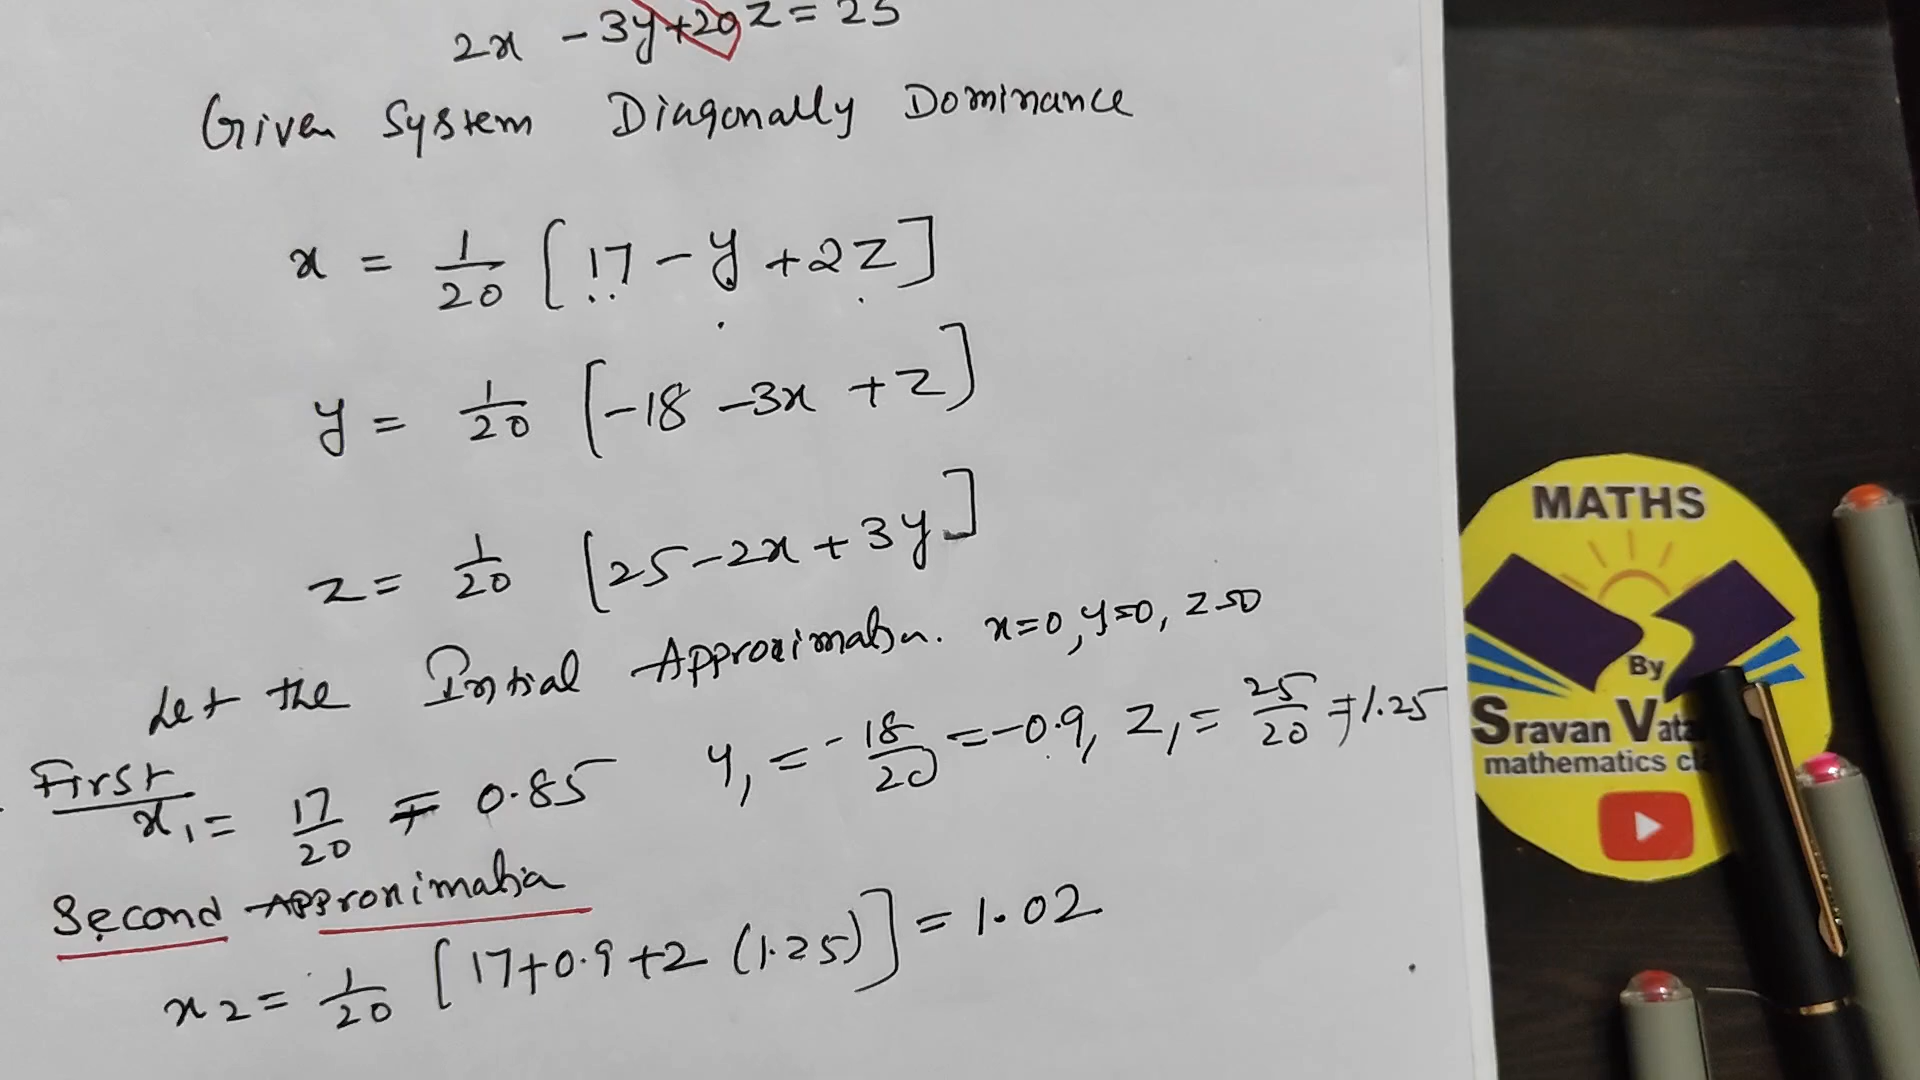 2x - 3y + 20z = 25
Given System Diagonally Dominance
x = 1/20 [17 - y + 2z]
y = 1/20 [-18 - 3x + z]
z = 1/20 [25 - 2x + 3y]
Let the Initial Approximation. x=0, y=0, z=0
First
x₁ = 17/20 = 0.85 y₁ = -18/20 = -0.9, z₁ = 25/20 = 1.25
Second Approximation
x₂ = 1/20 [17+0.9+2 (1.25)] = 1.02
MATHS
By
Sravan
mathematics